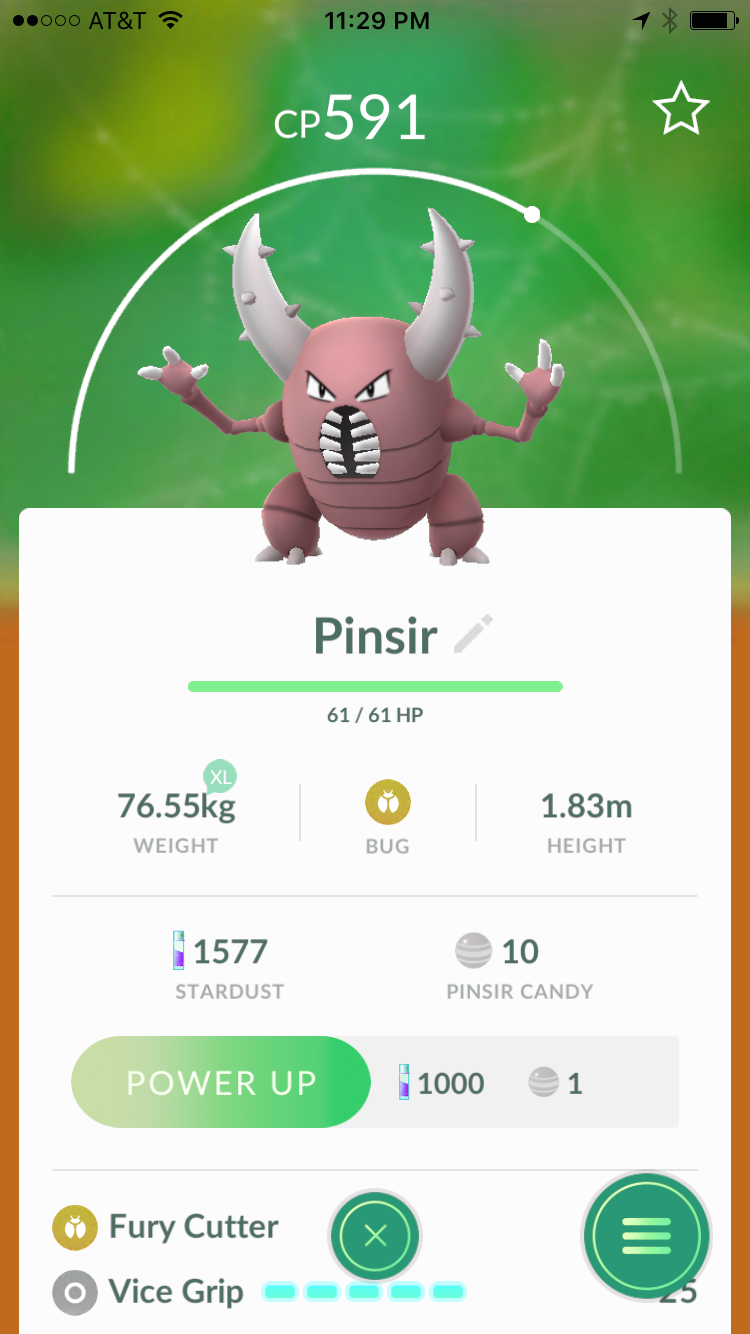 AT&T 11:29 PM
CP591
Pinsir
61 / 61 HP
XL
76.55kg 1.83m
WEIGHT BUG HEIGHT
1577 10
STARDUST PINSIR CANDY
POWER UP 1000 1
Fury Cutter
Vice Grip 25